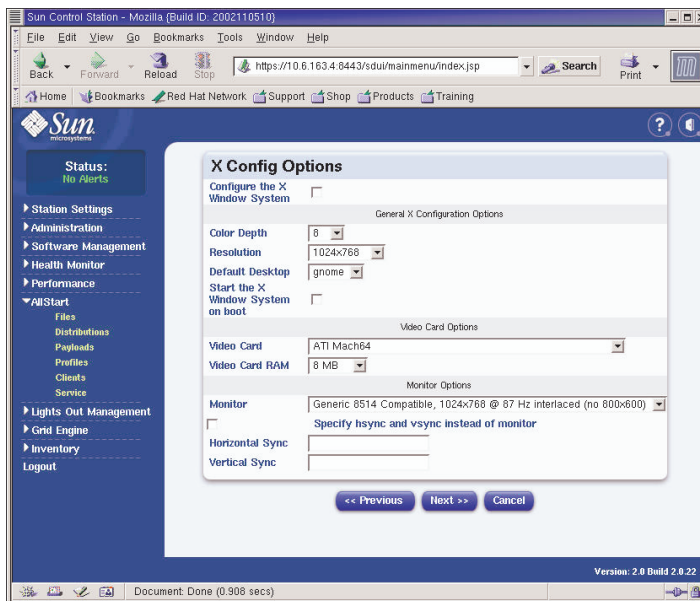 Sun Control Station - Mozilla {Build ID: 2002110510}
File Edit View Go Bookmarks Tools Window Help
Back Forward Reload Stop https://10.6.163.4:8443/sdui/mainmenu/index.jsp Search Print
Home Bookmarks Red Hat Network Support Shop Products Training
Sun
microsystems
?
Status:
No Alerts
Station Settings
Administration
Software Management
Health Monitor
Performance
AllStart
Files
Distributions
Payloads
Profiles
Clients
Service
Lights Out Management
Grid Engine
Inventory
Logout
X Config Options
Configure the X
Window System
General X Configuration Options
Color Depth 8
Resolution 1024x768
Default Desktop gnome
Start the X
Window System
on boot
Video Card Options
Video Card ATI Mach64
Video Card RAM 8 MB
Monitor Options
Monitor Generic 8514 Compatible, 1024x768 @ 87 Hz interlaced (no 800x600)
Specify hsync and vsync instead of monitor
Horizontal Sync
Vertical Sync
<< Previous Next >> Cancel
Version: 2.0 Build 2.0.22
Document: Done (0.908 secs)